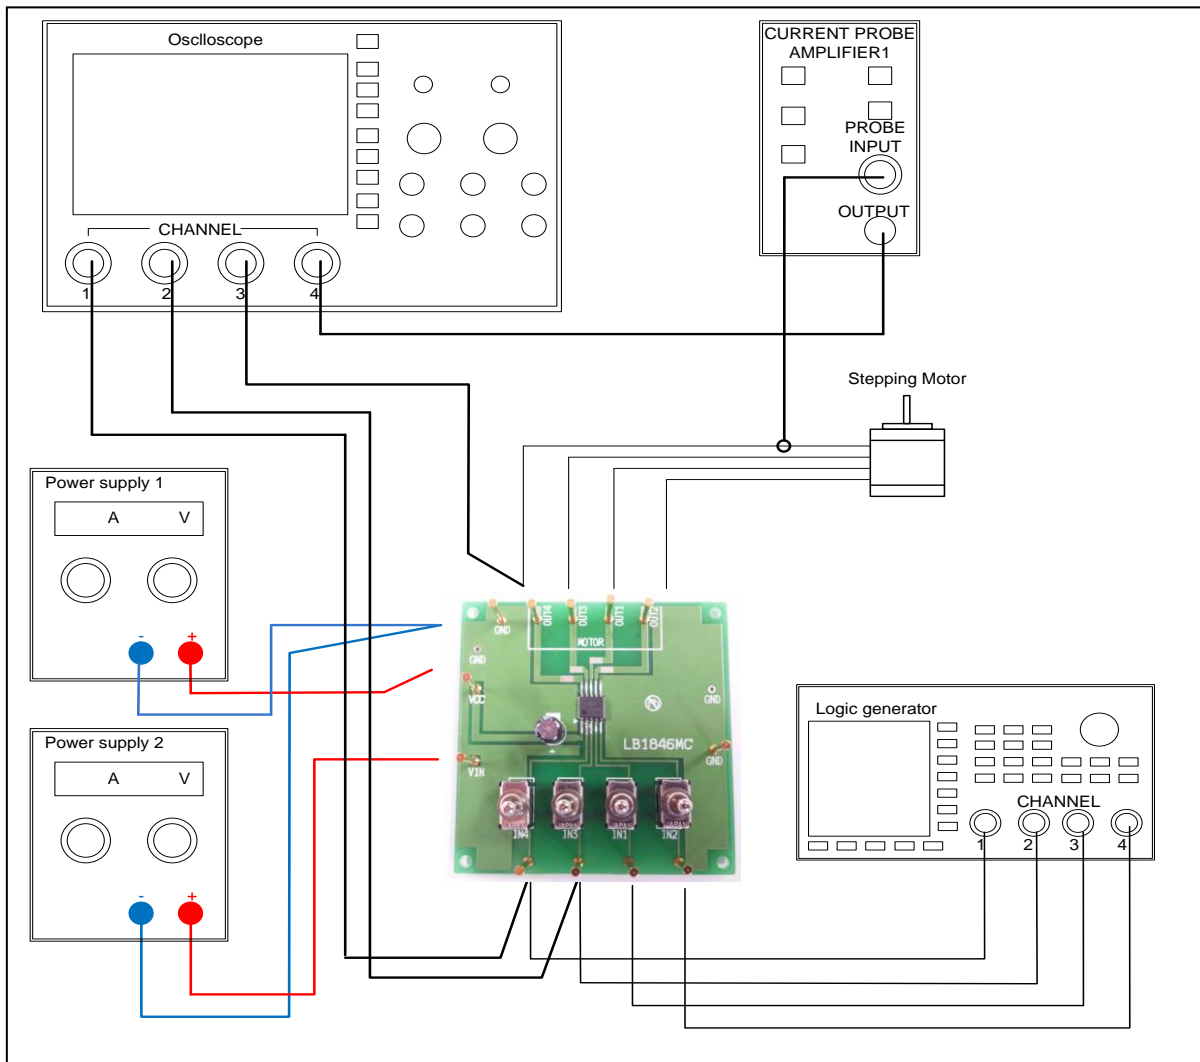 Osclloscope
CHANNEL
1
2
3
4
CURRENT PROBE
AMPLIFIER1
PROBE
INPUT
OUTPUT
Stepping Motor
Power supply 1
A V
- +
Power supply 2
A V
- +
GND
OUT4
OUT3
OUT1
OUT2
MOTOR
GND
VCC
GND
LB1846MC
GND
VIN
JAPAN
JAPAN
IN4
IN3
IN1
IN2
Logic generator
CHANNEL
1
2
3
4